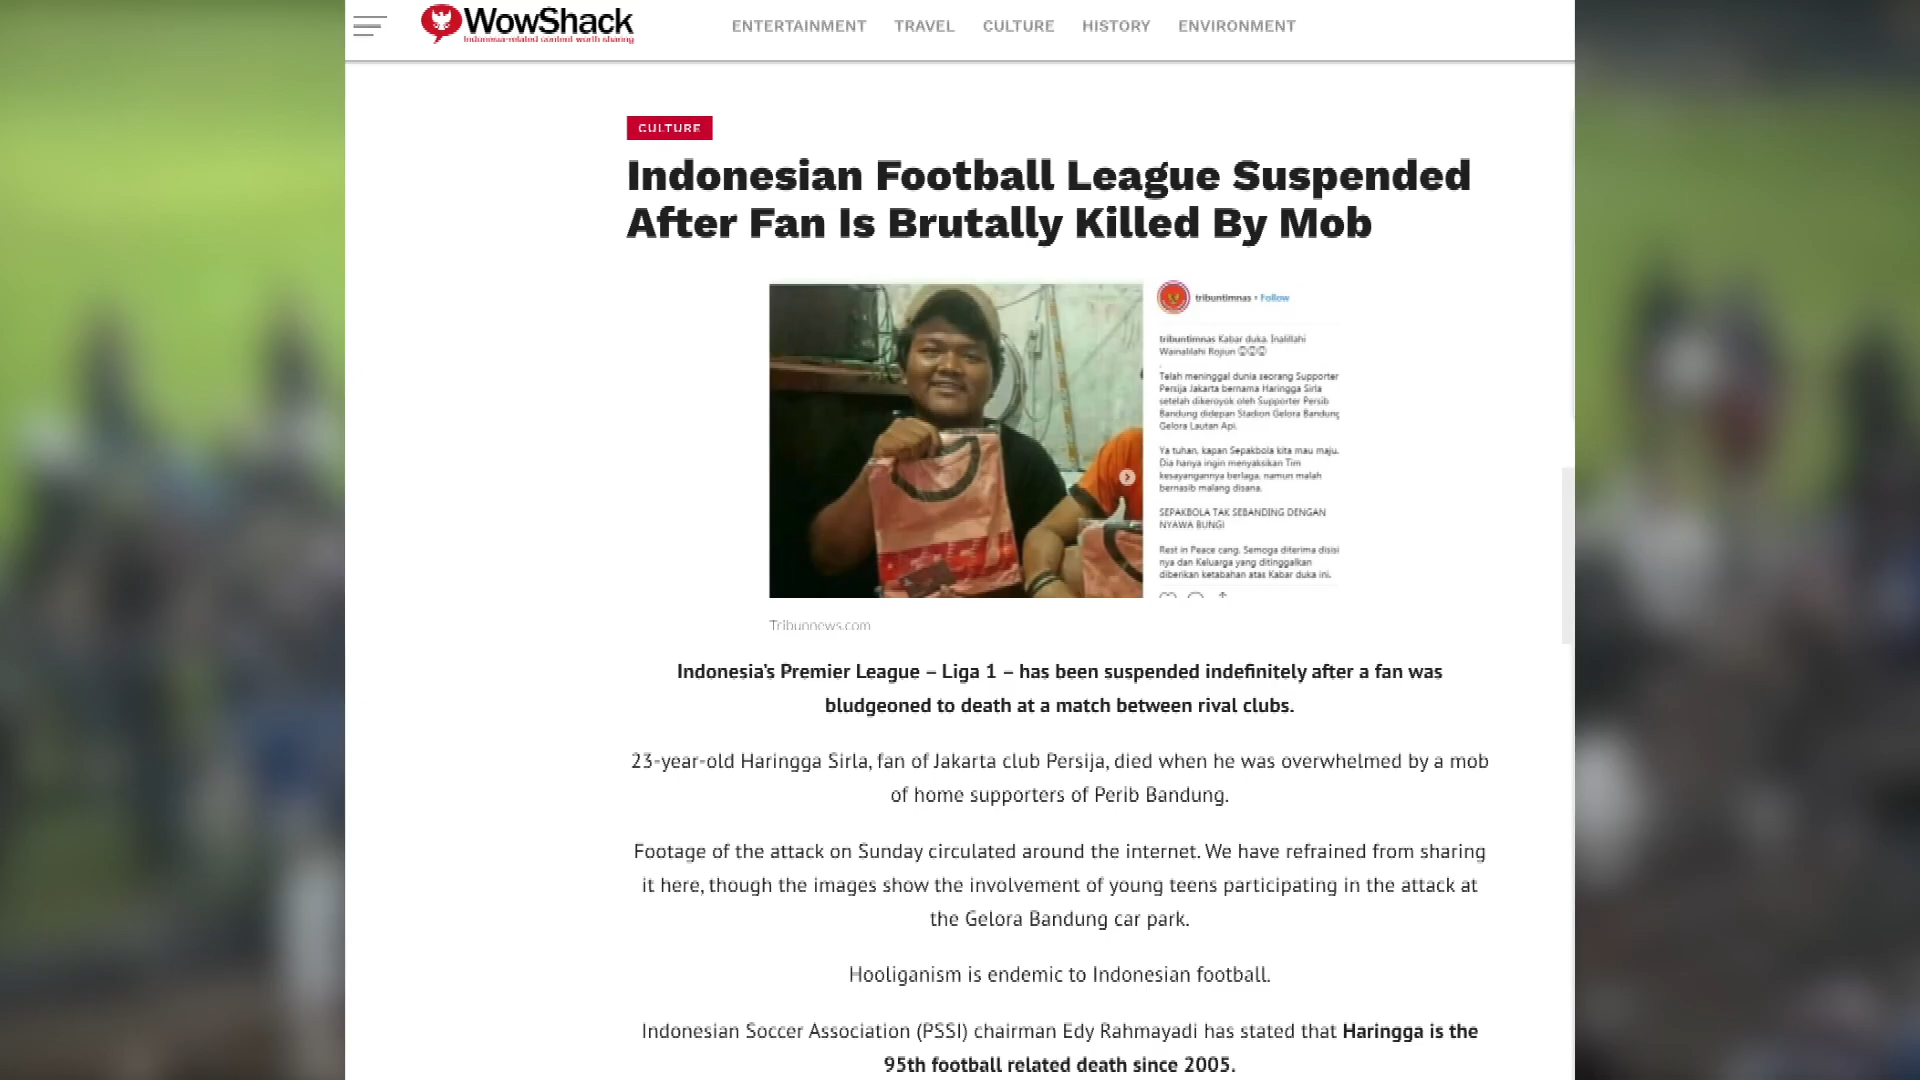 WowShack
Indonesia-related content worth sharing
ENTERTAINMENT TRAVEL CULTURE HISTORY ENVIRONMENT
CULTURE
Indonesian Football League Suspended
After Fan Is Brutally Killed By Mob
tribuntimnas • Follow
tribuntimnas Kabar duka. Inalillahi
Wainalilahi Rojiun
Telah meninggal dunia seorang Supporter
Persija Jakarta bernama Haringga Sirla
setelah dikeroyok oleh Supporter Persib
Bandung didepan Stadion Gelora Bandung
Gelora Lautan Api.
Ya tuhan, kapan Sepakbola kita mau maju.
Dia hanya ingin menyaksikan Tim
kesayangannya berlaga, namun malah
bernasib malang disana.
SEPAKBOLA TAK SEBANDING DENGAN
NYAWA BUNG!
Rest in Peace cang, Semoga diterima disisi
nya dan Keluarga yang ditinggalkan
diberikan ketabahan atas Kabar duka ini.
Tribunnews.com
Indonesia's Premier League – Liga 1 – has been suspended indefinitely after a fan was
bludgeoned to death at a match between rival clubs.
23-year-old Haringga Sirla, fan of Jakarta club Persija, died when he was overwhelmed by a mob
of home supporters of Perib Bandung.
Footage of the attack on Sunday circulated around the internet. We have refrained from sharing
it here, though the images show the involvement of young teens participating in the attack at
the Gelora Bandung car park.
Hooliganism is endemic to Indonesian football.
Indonesian Soccer Association (PSSI) chairman Edy Rahmayadi has stated that Haringga is the
95th football related death since 2005.